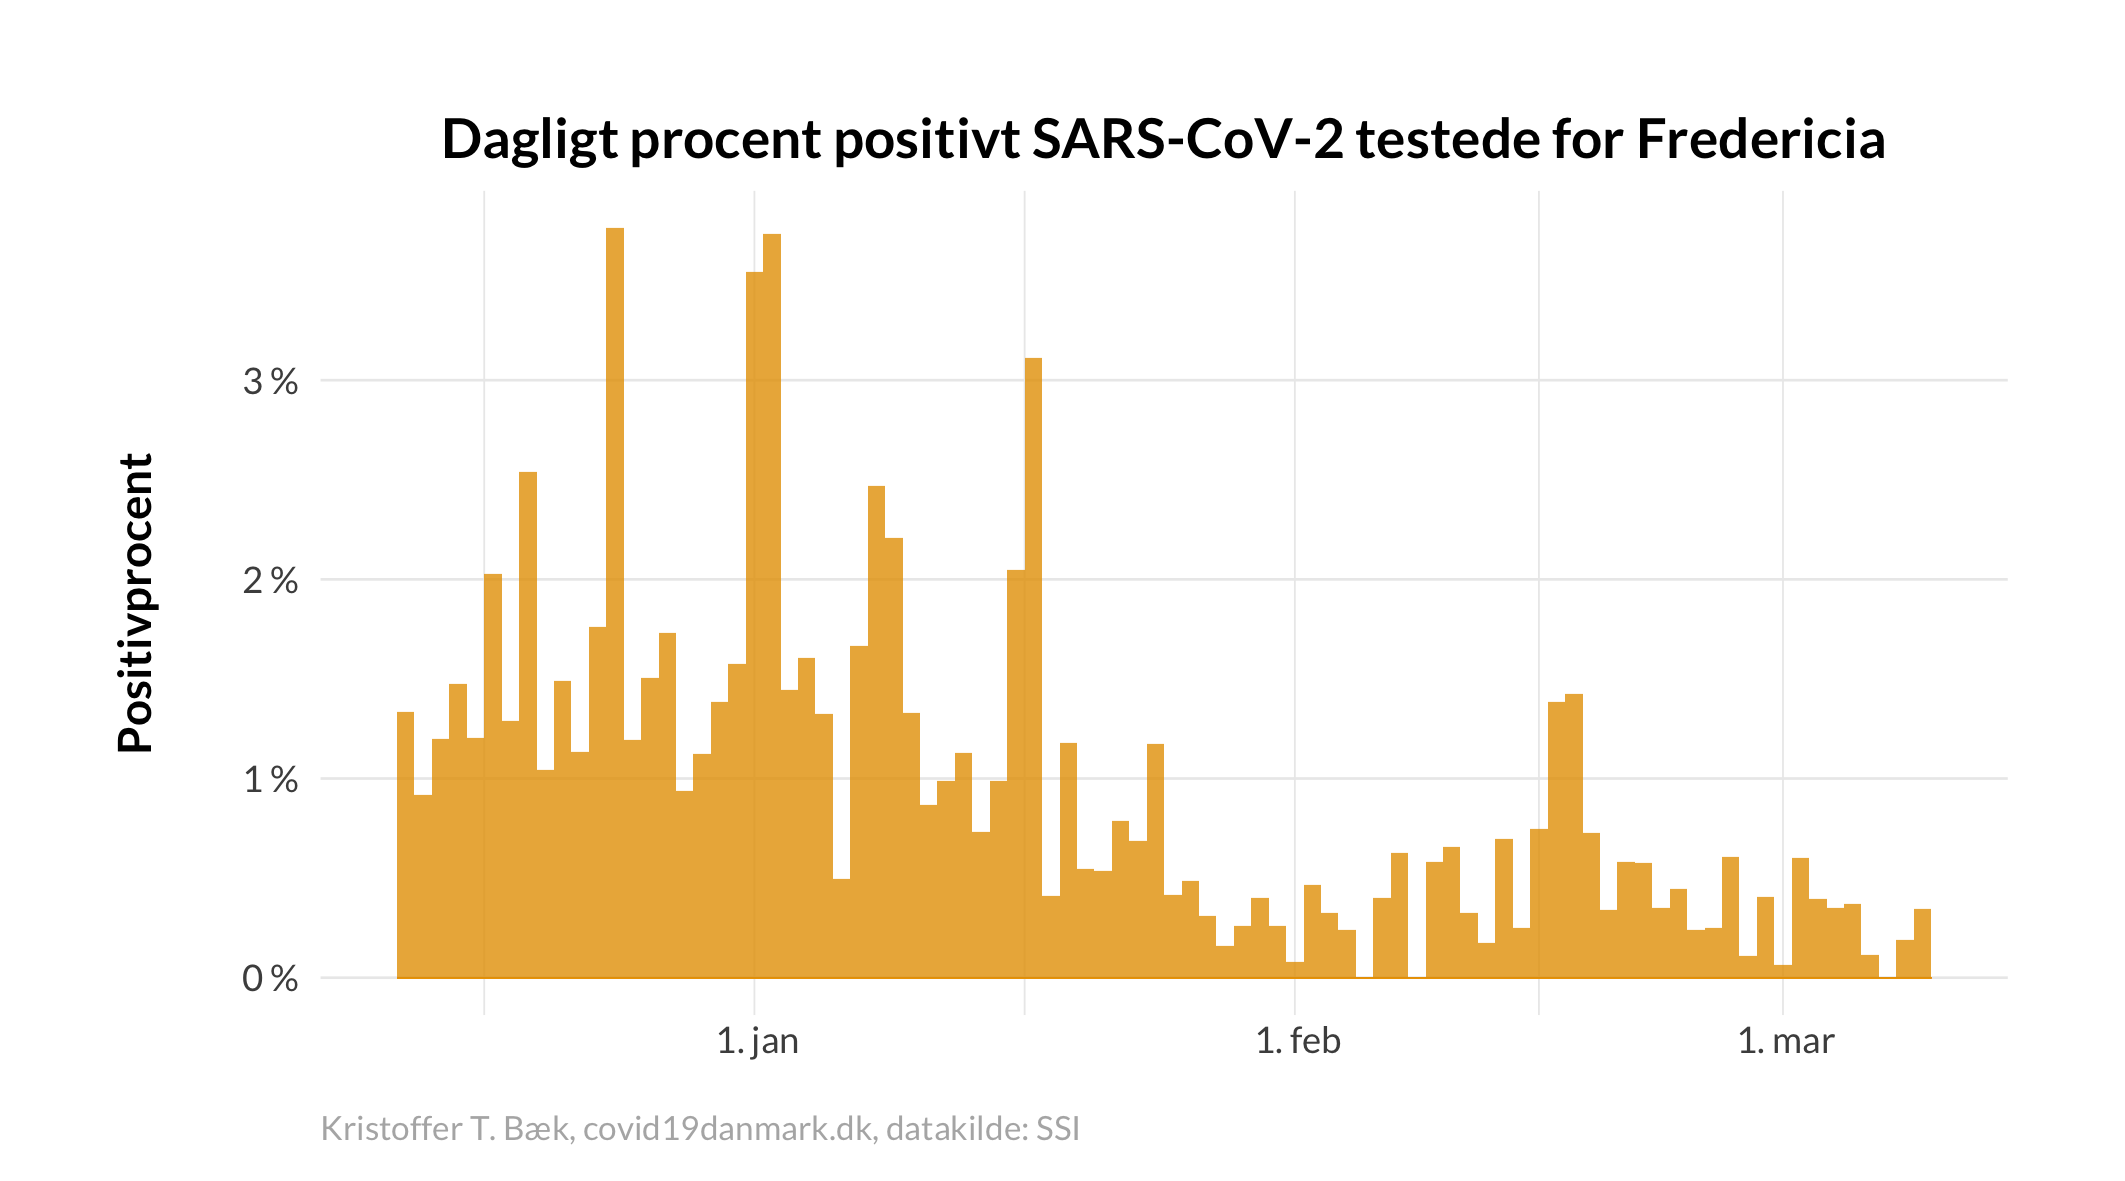 Dagligt procent positivt SARS-CoV-2 testede for Fredericia
Positivprocent
3 %
2 %
1 %
0 %
1. jan
1. feb
1. mar
Kristoffer T. Bæk, covid19danmark.dk, datakilde: SSI